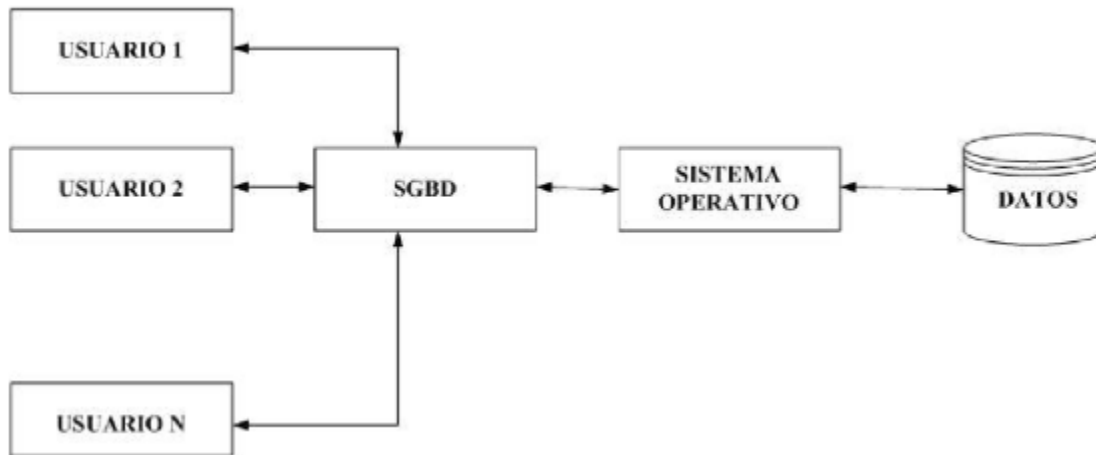 USUARIO 1
USUARIO 2
SGBD
SISTEMA
OPERATIVO
DATOS
USUARIO N